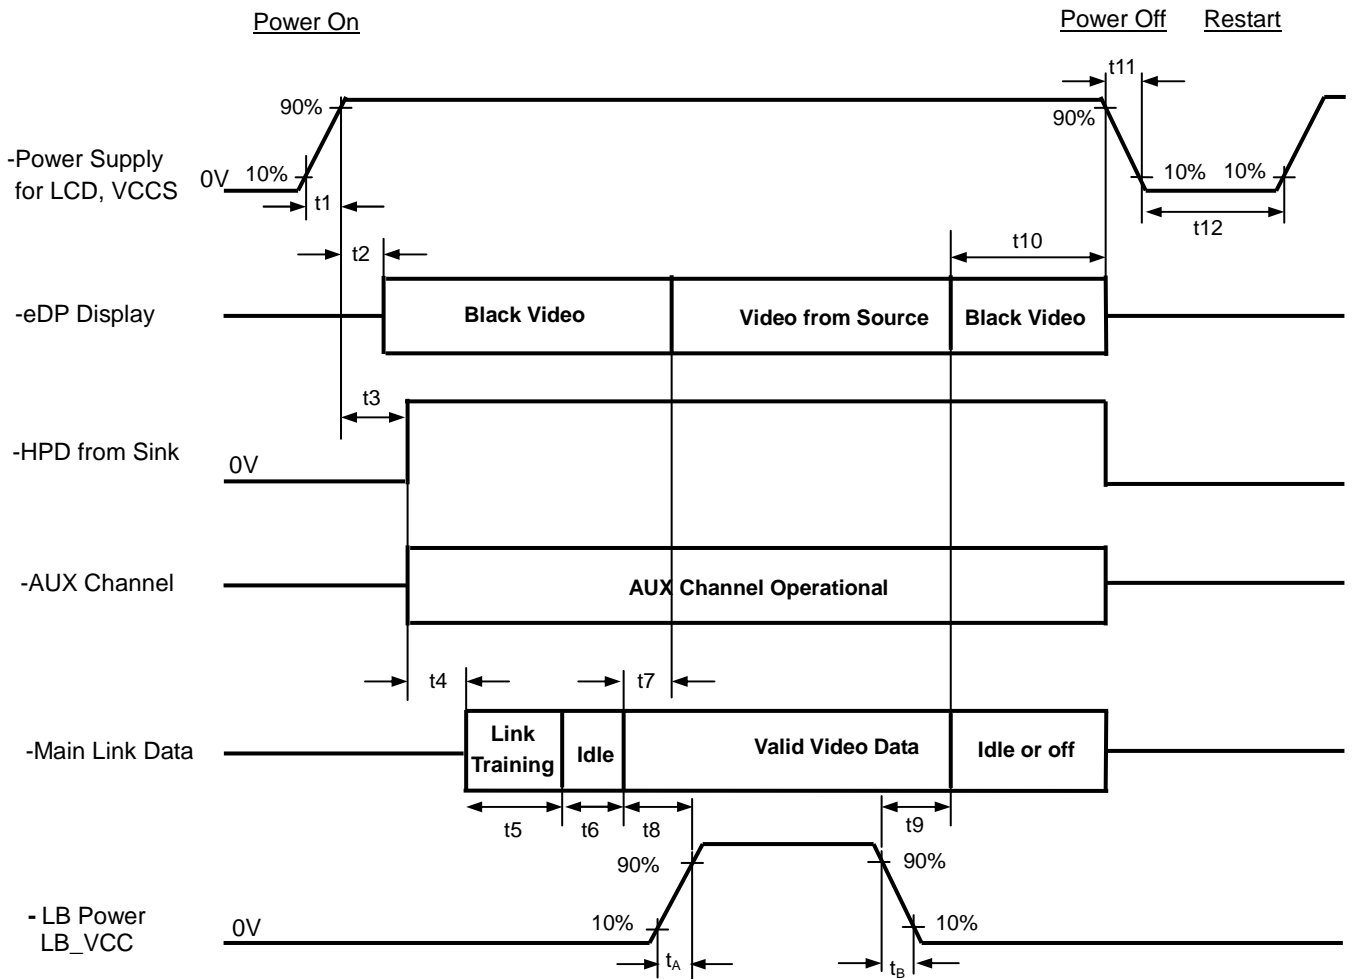 Power On
Power Off
Restart
t11
90%
90%
-Power Supply
for LCD, VCCS
0V
10%
10%
10%
t1
t12
t2
t10
-eDP Display
Black Video
Video from Source
Black Video
t3
-HPD from Sink
0V
-AUX Channel
AUX Channel Operational
t4
t7
-Main Link Data
Link
Training
Idle
Valid Video Data
Idle or off
t5
t6
t8
t9
90%
90%
- LB Power
LB_VCC
0V
10%
10%
tA
tB